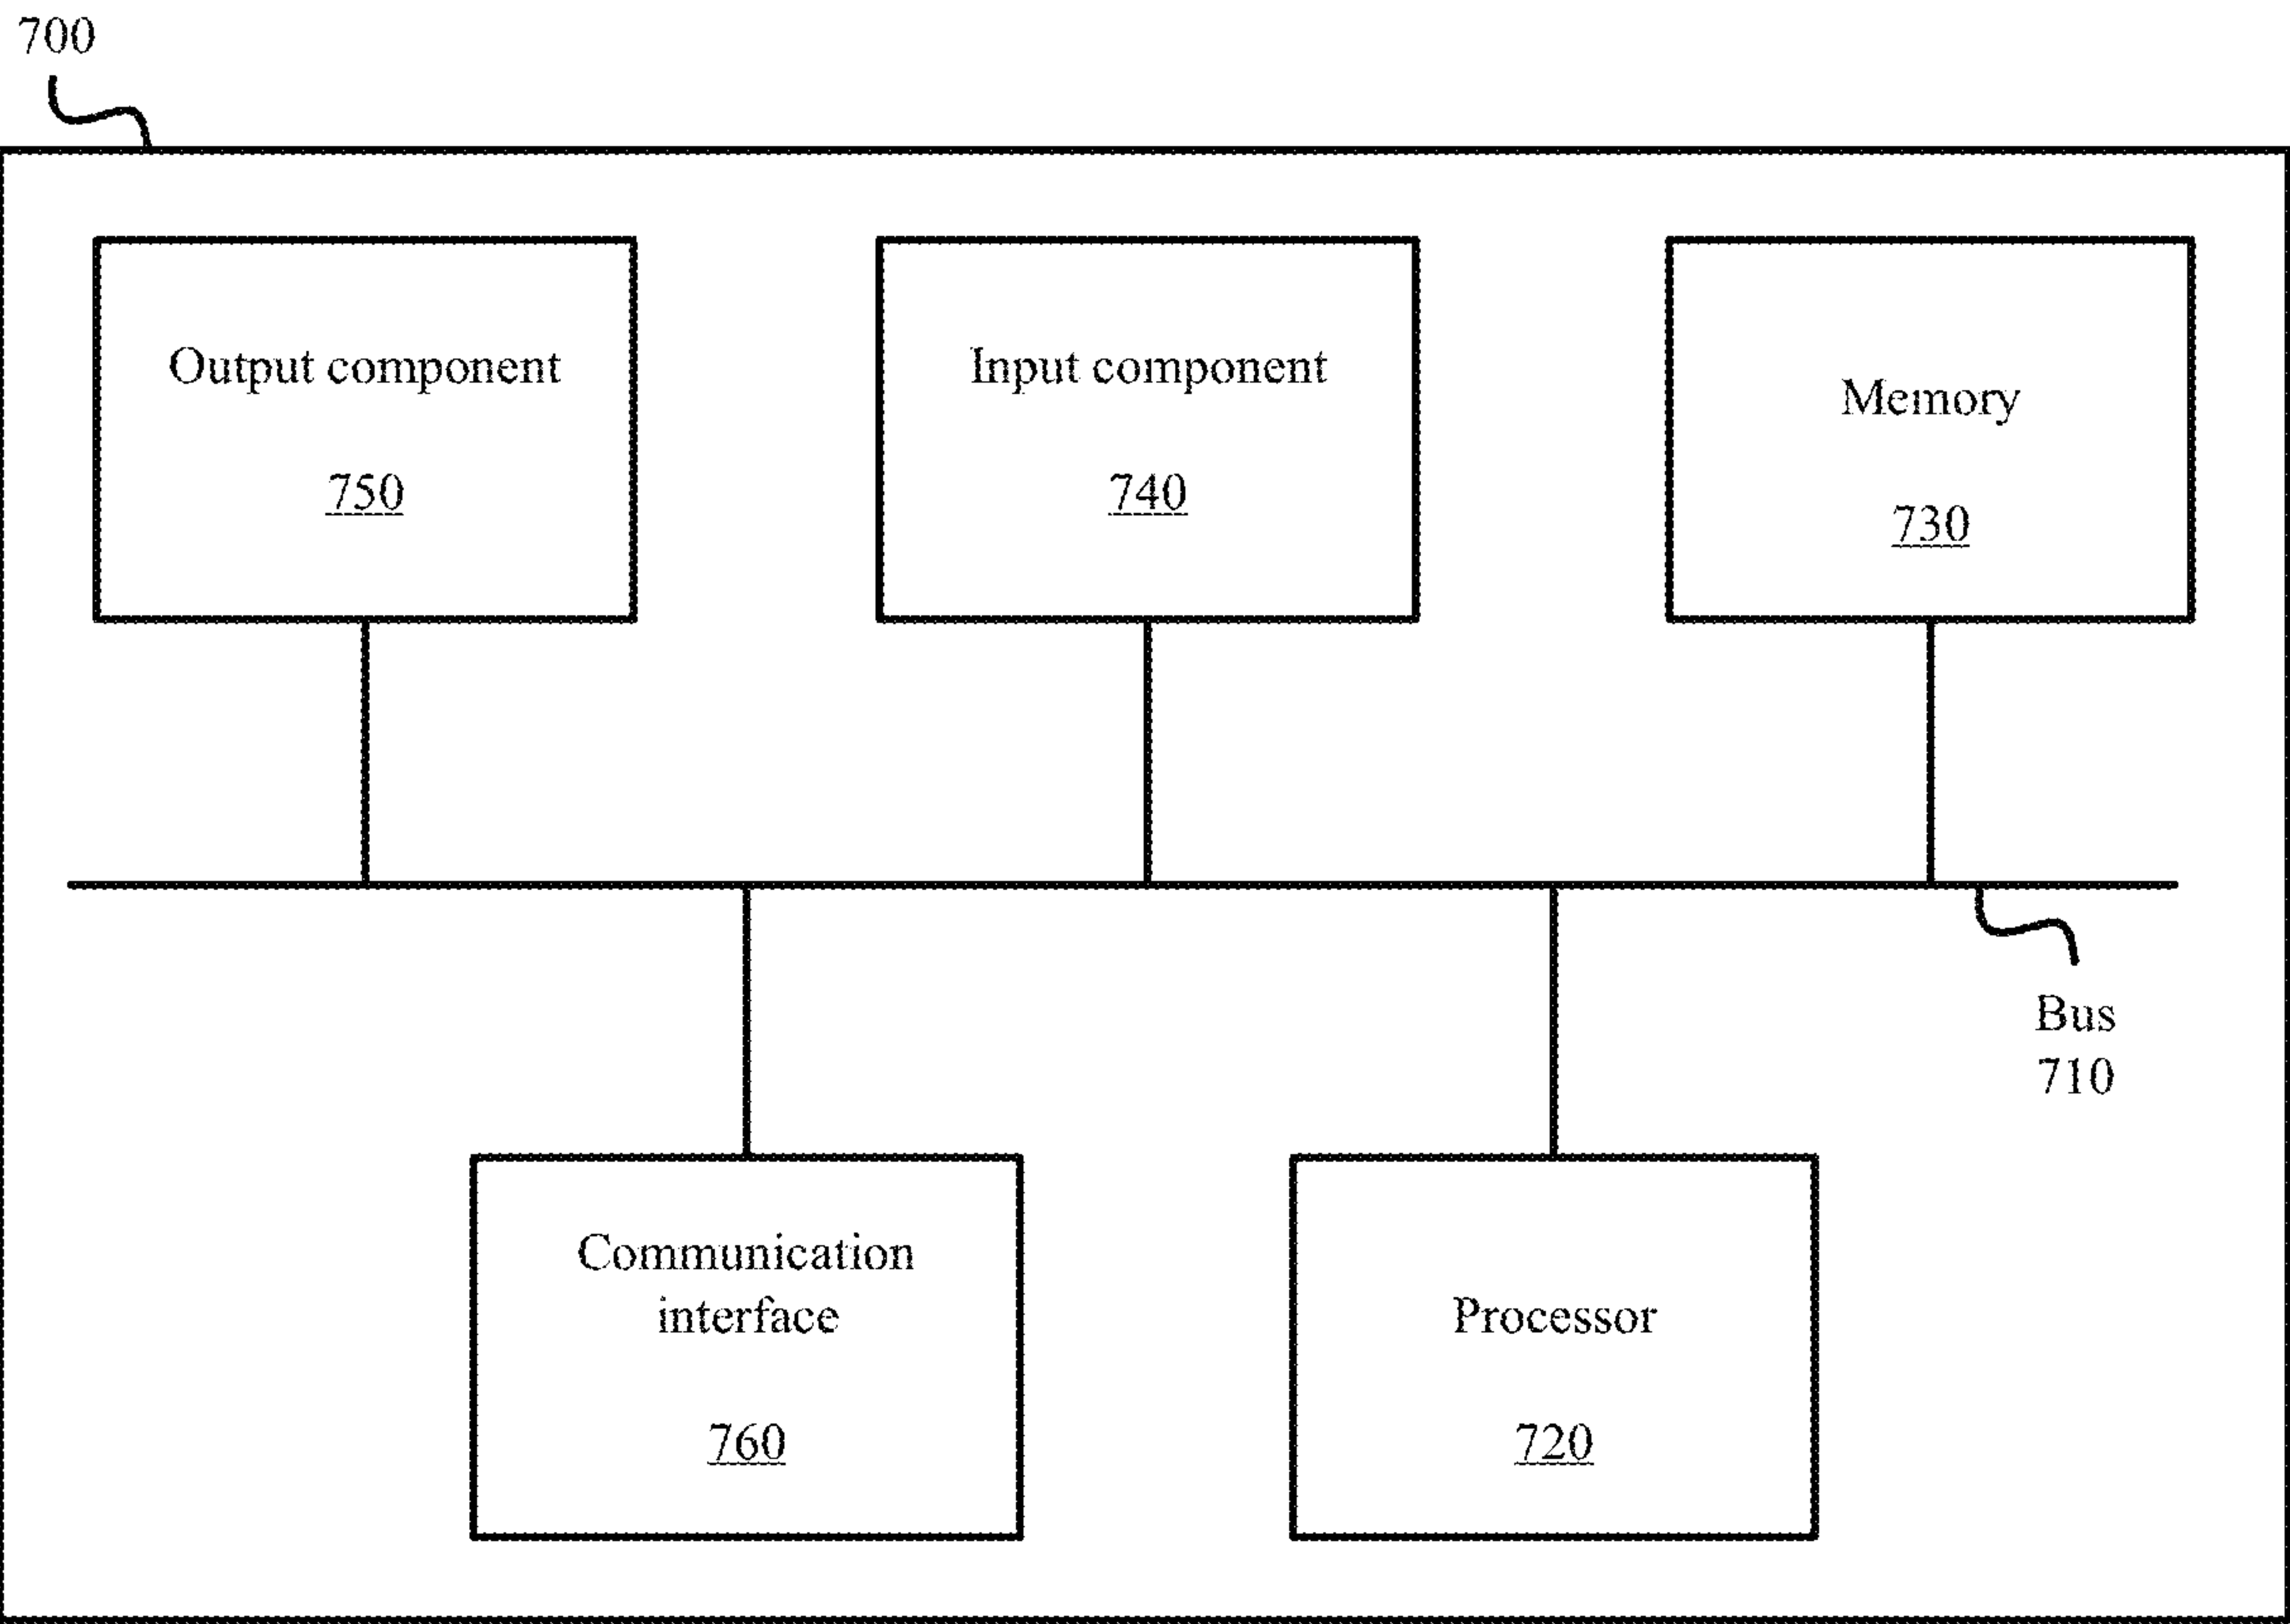 700
Output component
750
Input component
740
Memory
730
Bus
710
Communication
interface
760
Processor
720